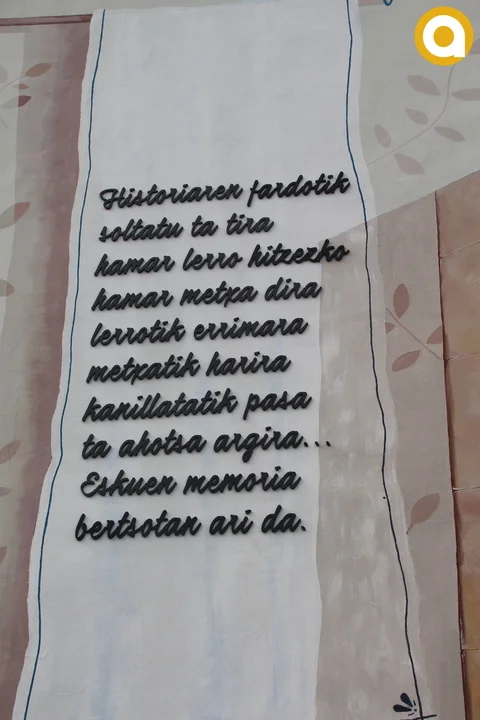 Historiaren fardotik
soltatu ta tira
hamar lerro hitzezko
hamar metxa dira
lerrotik errimara
metxatik harira
kanillatatik pasa
ta ahotsa argira...
Eskuen memoria
bertsotan ari da.
a